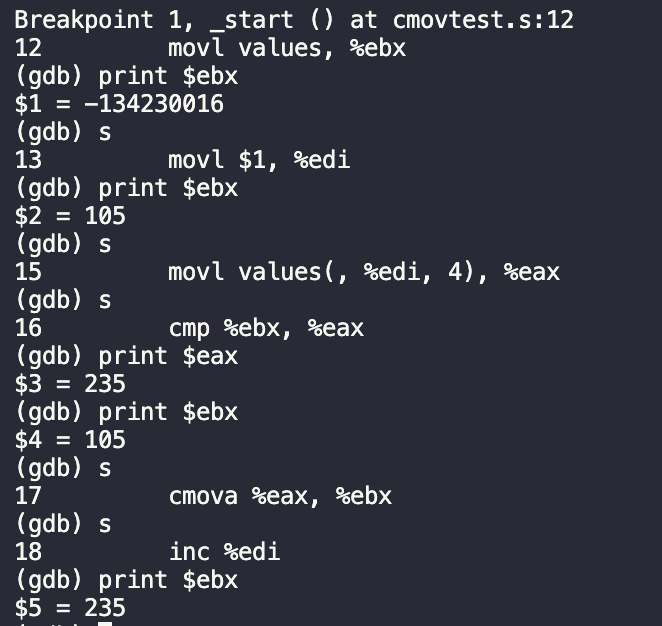 Breakpoint 1, _start () at cmovtest.s:12
12 movl values, %ebx
(gdb) print $ebx
$1 = -134230016
(gdb) s
13 movl $1, %edi
(gdb) print $ebx
$2 = 105
(gdb) s
15 movl values(, %edi, 4), %eax
(gdb) s
16 cmp %ebx, %eax
(gdb) print $eax
$3 = 235
(gdb) print $ebx
$4 = 105
(gdb) s
17 cmova %eax, %ebx
(gdb) s
18 inc %edi
(gdb) print $ebx
$5 = 235